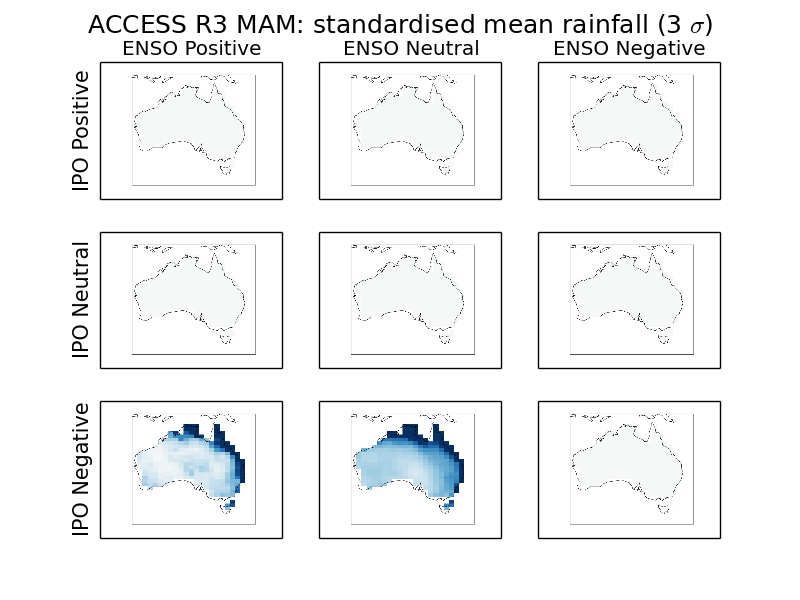 ACCESS R3 MAM: standardised mean rainfall (3 σ)
ENSO Positive ENSO Neutral ENSO Negative
IPO Positive
IPO Neutral
IPO Negative